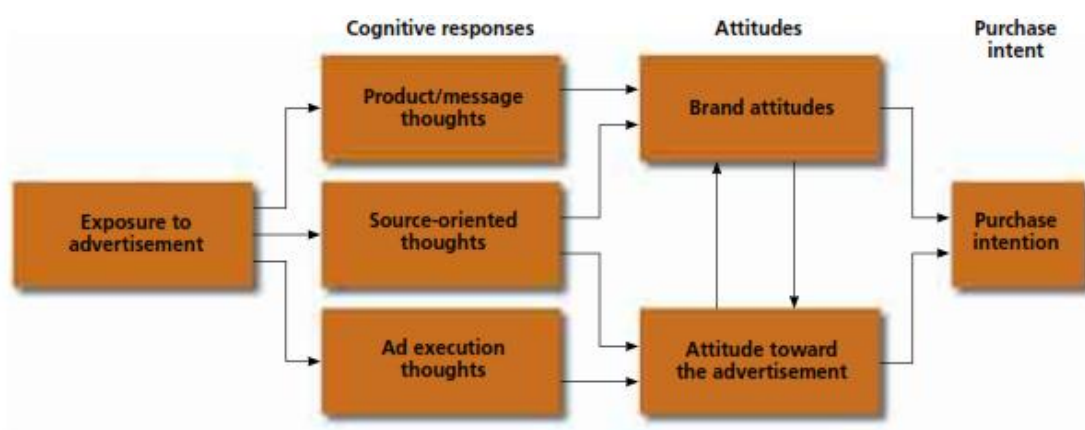 Cognitive responses
Attitudes
Purchase
intent
Product/message
thoughts
Brand attitudes
Exposure to
advertisement
Source-oriented
thoughts
Purchase
intention
Ad execution
thoughts
Attitude toward
the advertisement